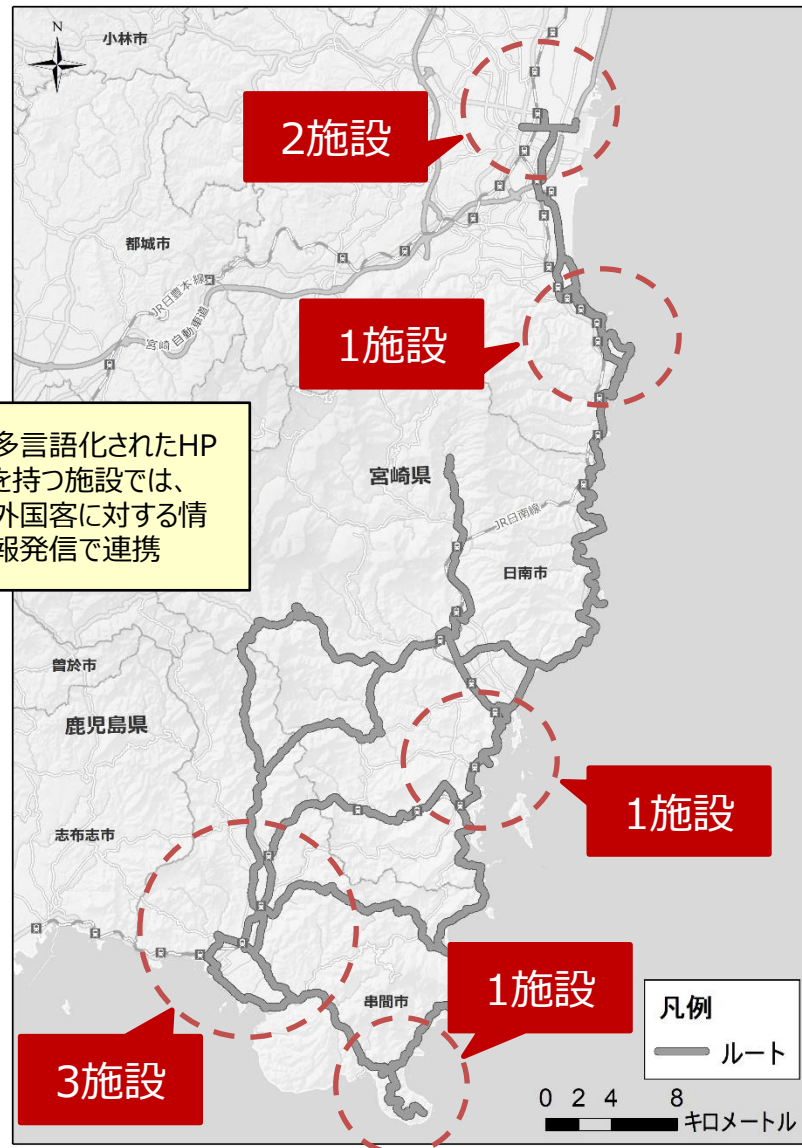 N
小林市
2施設
都城市
JR日豊本線
宮崎自動車道
1施設
多言語化されたHP
を持つ施設では、
外国客に対する情
報発信で連携
宮崎県
JR日南線
日南市
曽於市
鹿児島県
1施設
志布志市
串間市
1施設
3施設
凡例
ルート
0 2 4 8
キロメートル